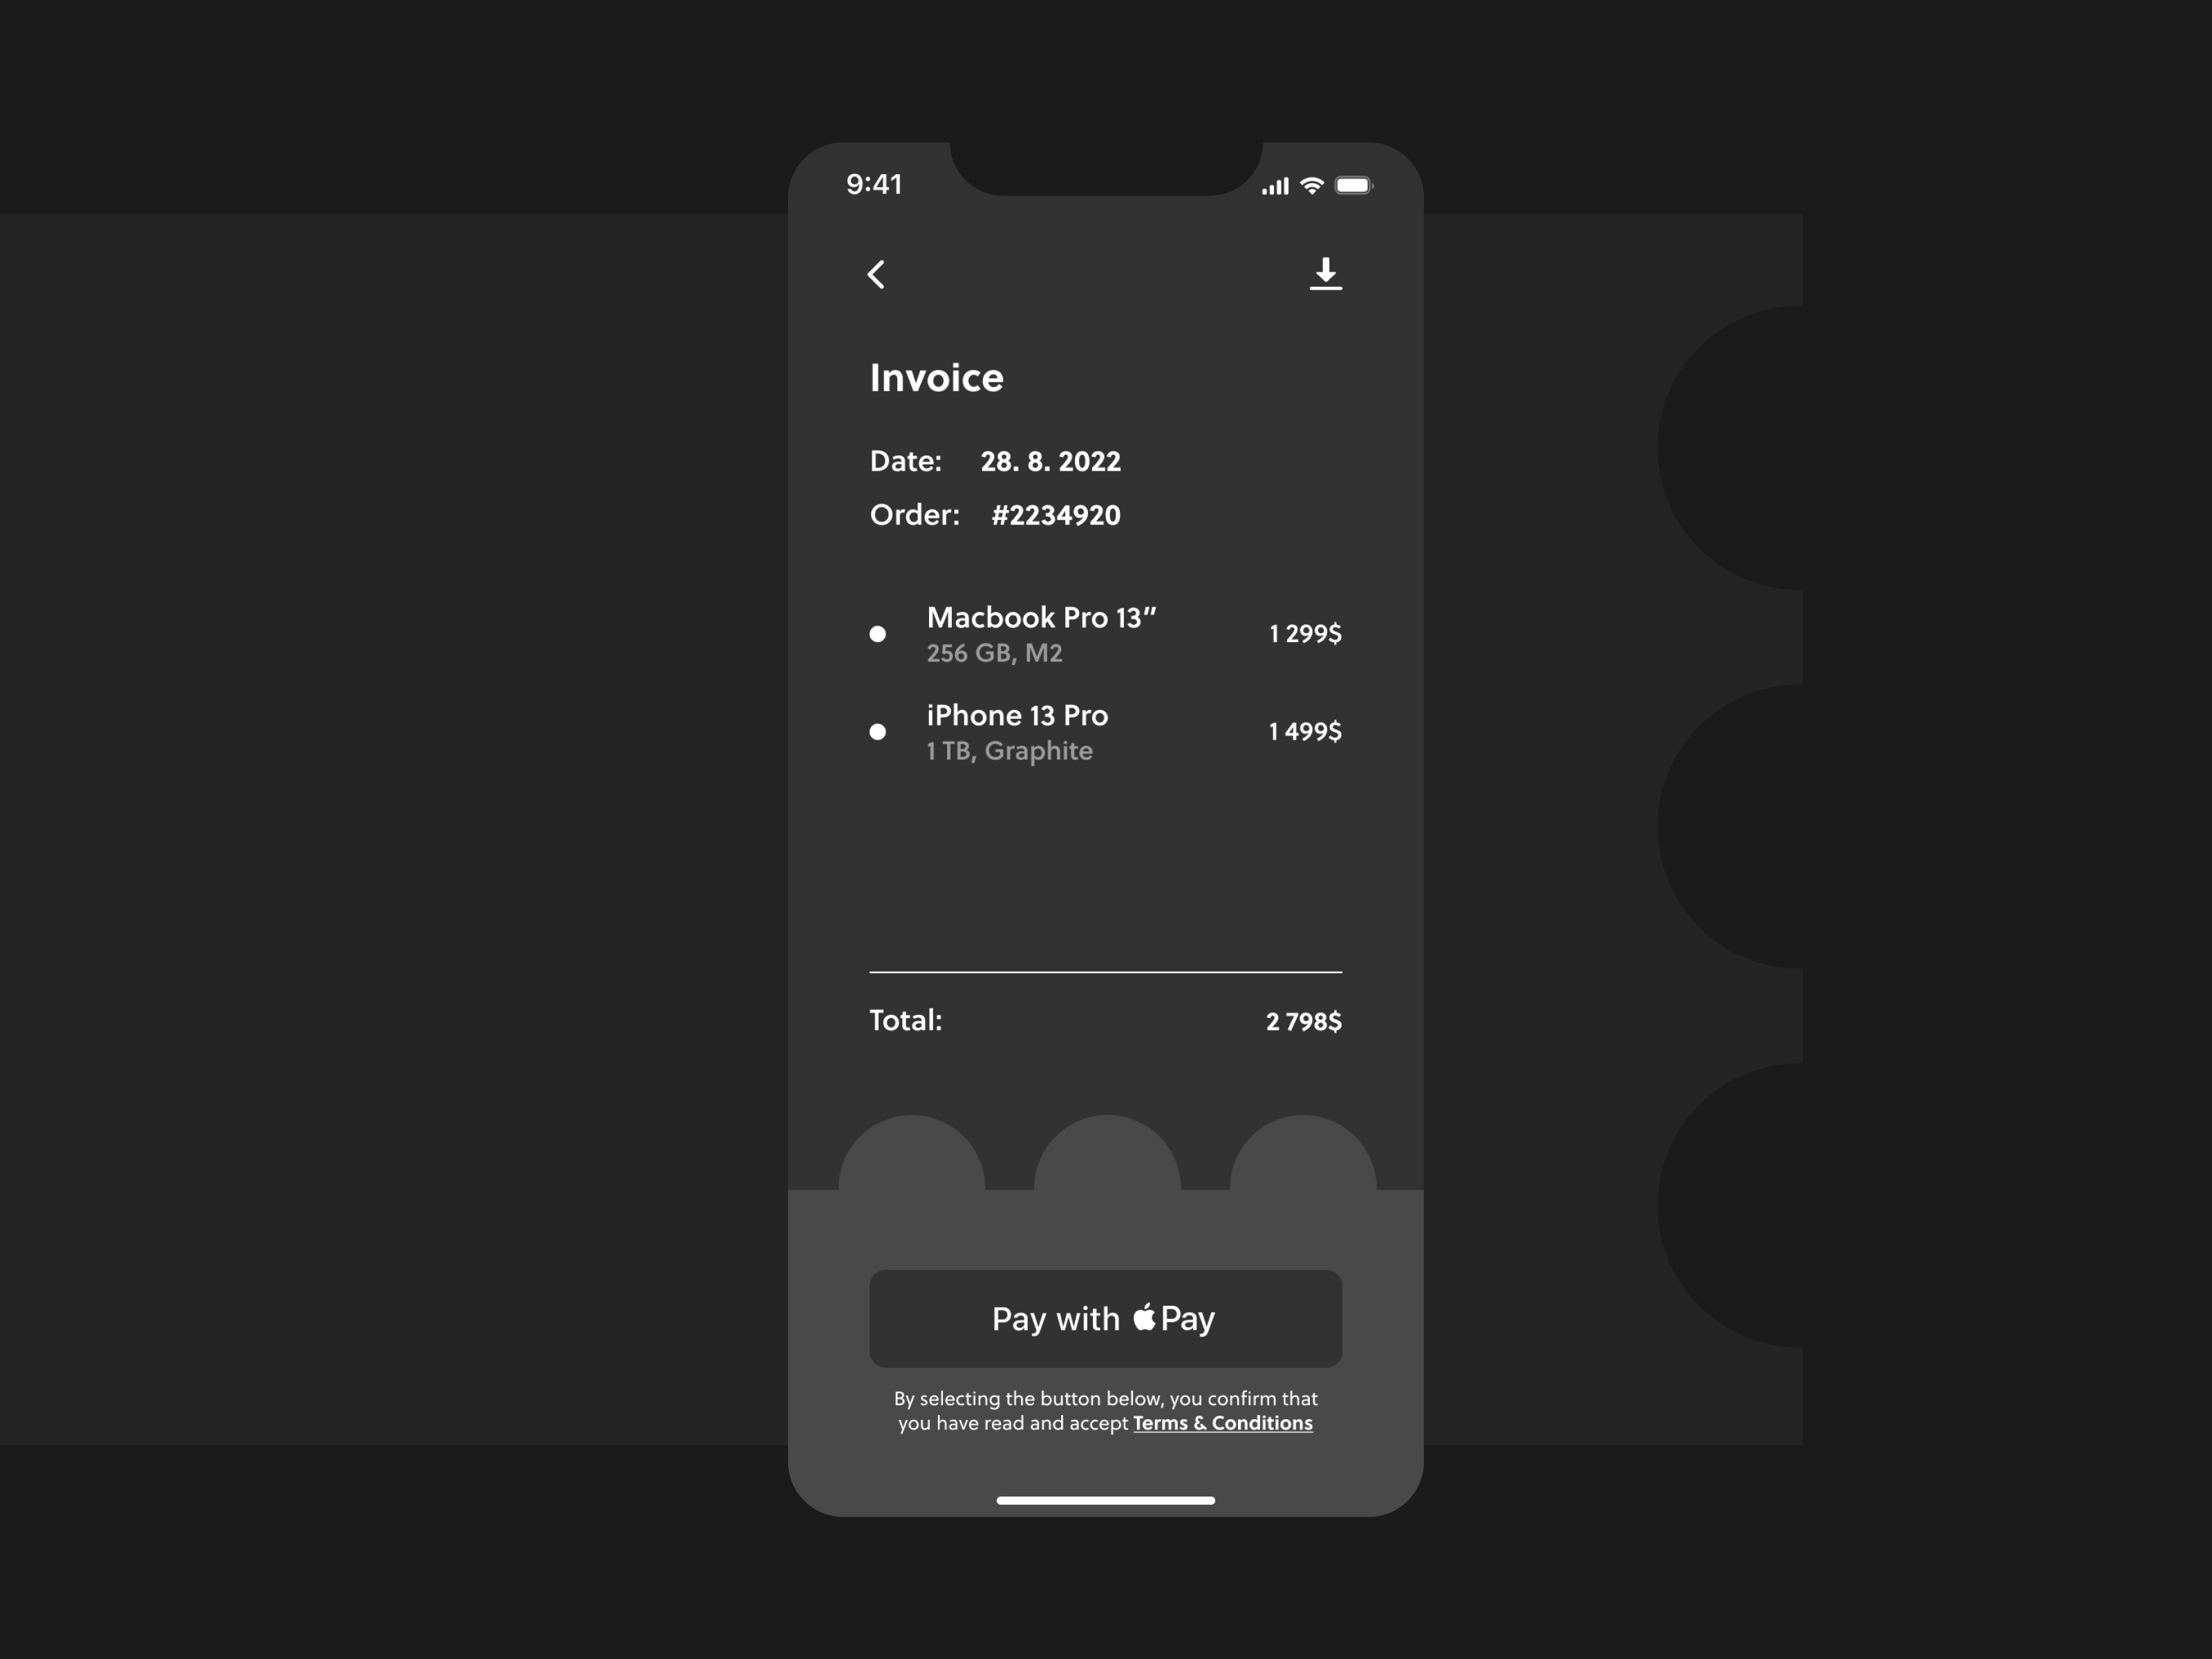 9:41
Invoice
Date: 28. 8. 2022
Order: #2234920
Macbook Pro 13”
256 GB, M2
1 299$
iPhone 13 Pro
1 TB, Graphite
1 499$
Total: 2 798$
Pay with Pay
By selecting the button below, you confirm that
you have read and accept Terms & Conditions